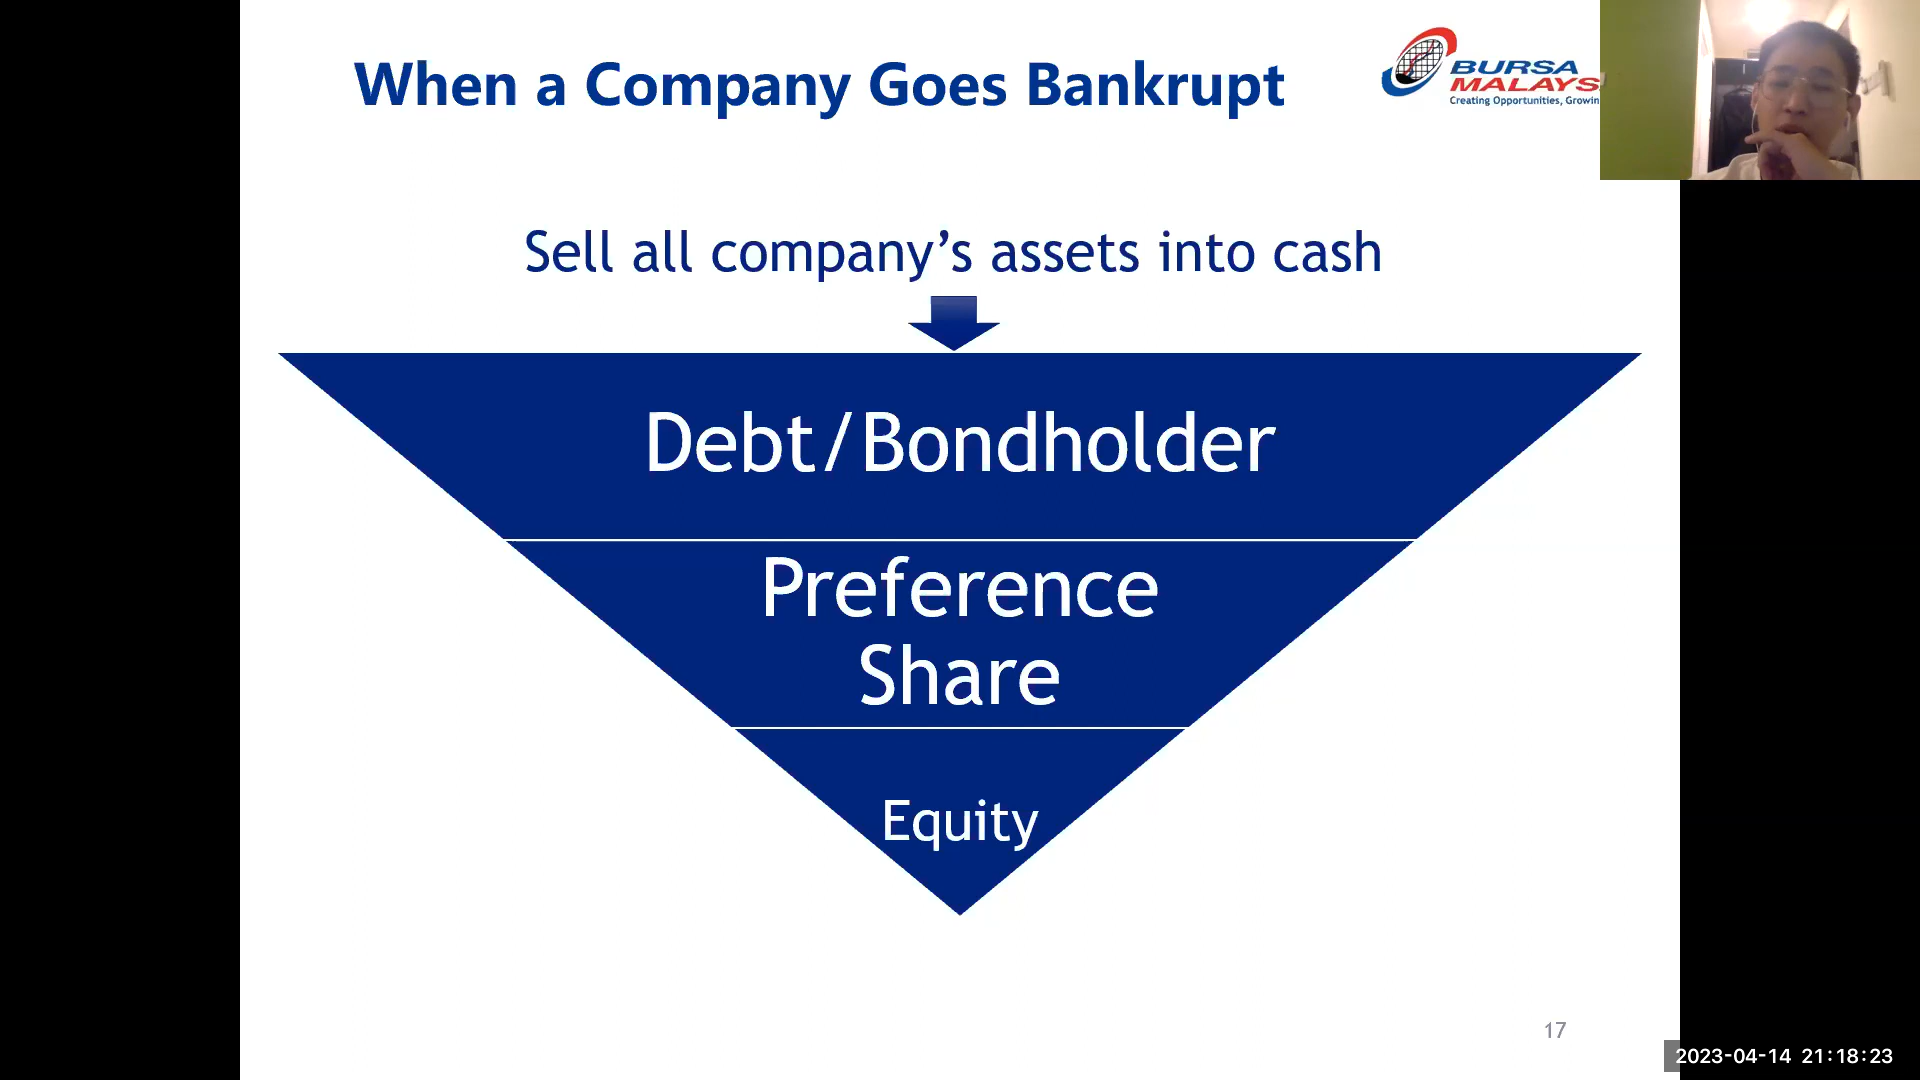 When a Company Goes Bankrupt
BURSA
MALAYS
Creating Opportunities, Growin
Sell all company’s assets into cash
Debt/Bondholder
Preference
Share
Equity
17
2023-04-14 21:18:23